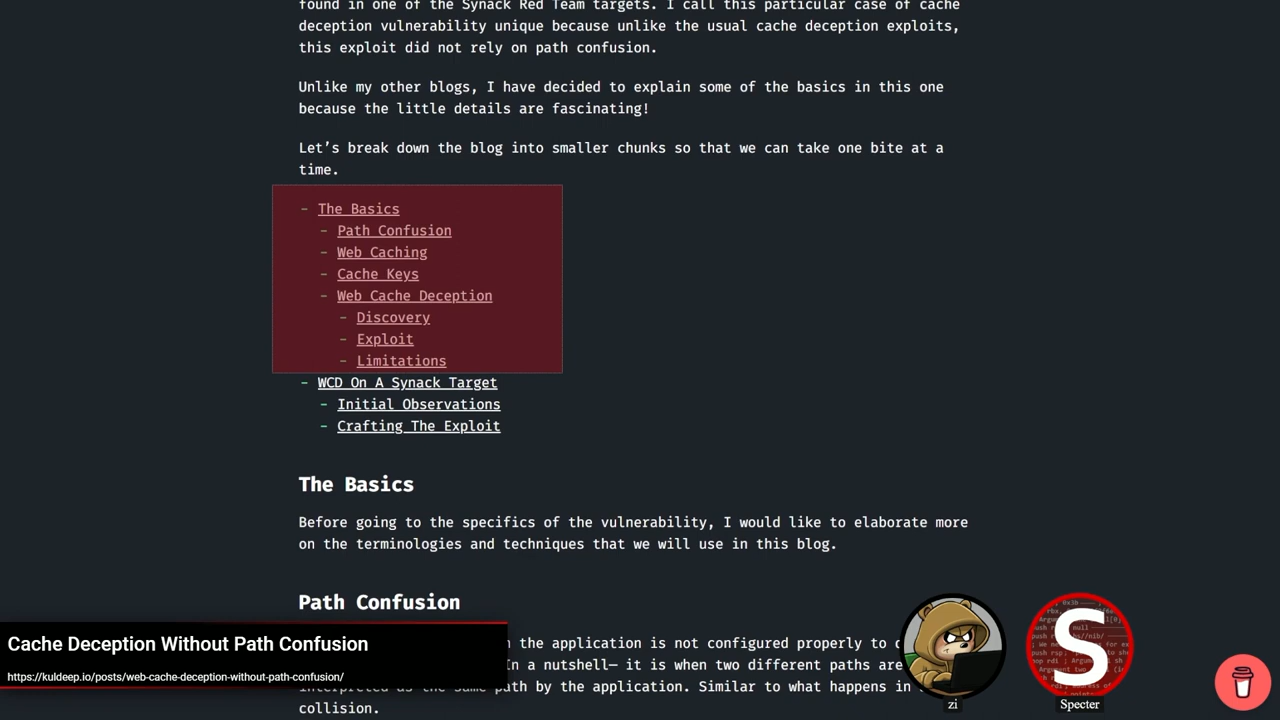 found in one of the Synack Red Team targets. I call this particular case of cache
deception vulnerability unique because unlike the usual cache deception exploits,
this exploit did not rely on path confusion.
Unlike my other blogs, I have decided to explain some of the basics in this one
because the little details are fascinating!
Let’s break down the blog into smaller chunks so that we can take one bite at a
time.
- The Basics
- Path Confusion
- Web Caching
- Cache Keys
- Web Cache Deception
- Discovery
- Exploit
- Limitations
- WCD On A Synack Target
- Initial Observations
- Crafting The Exploit
The Basics
Before going to the specifics of the vulnerability, I would like to elaborate more
on the terminologies and techniques that we will use in this blog.
Path Confusion
the application is not configured properly to
In a nutshell— it is when two different paths are
interpreted as the same path by the application. Similar to what happens in
collision.
Cache Deception Without Path Confusion
https://kuldeep.io/posts/web-cache-deception-without-path-confusion/
S
zi
Specter